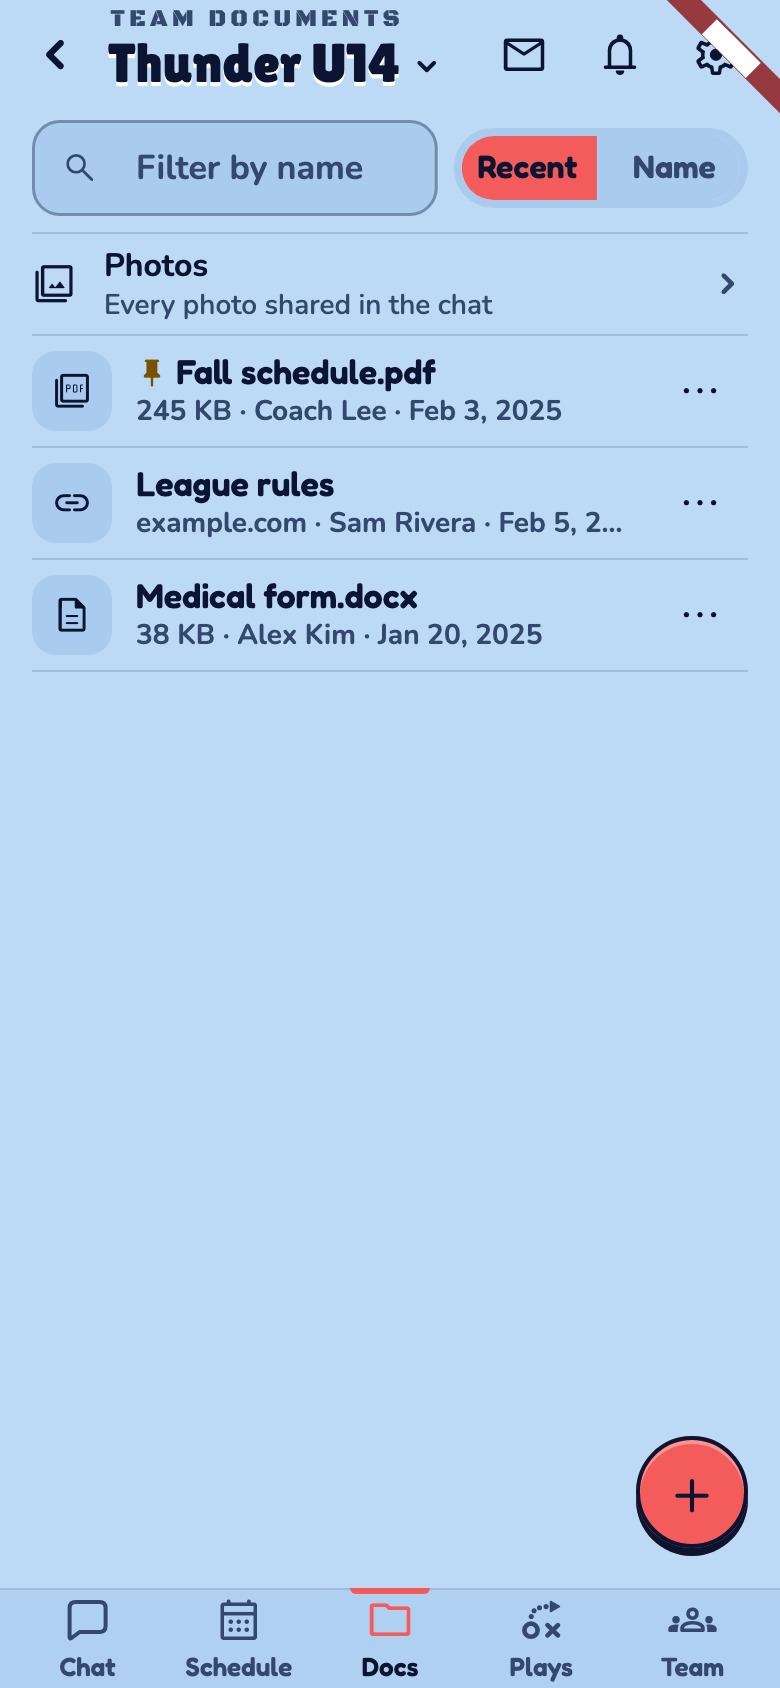 TEAM DOCUMENTS
Thunder U14
Filter by name
Recent
Name
Photos
Every photo shared in the chat
PDF
Fall schedule.pdf
245 KB · Coach Lee · Feb 3, 2025
League rules
example.com · Sam Rivera · Feb 5, 2...
Medical form.docx
38 KB · Alex Kim · Jan 20, 2025
Chat
Schedule
Docs
Plays
Team